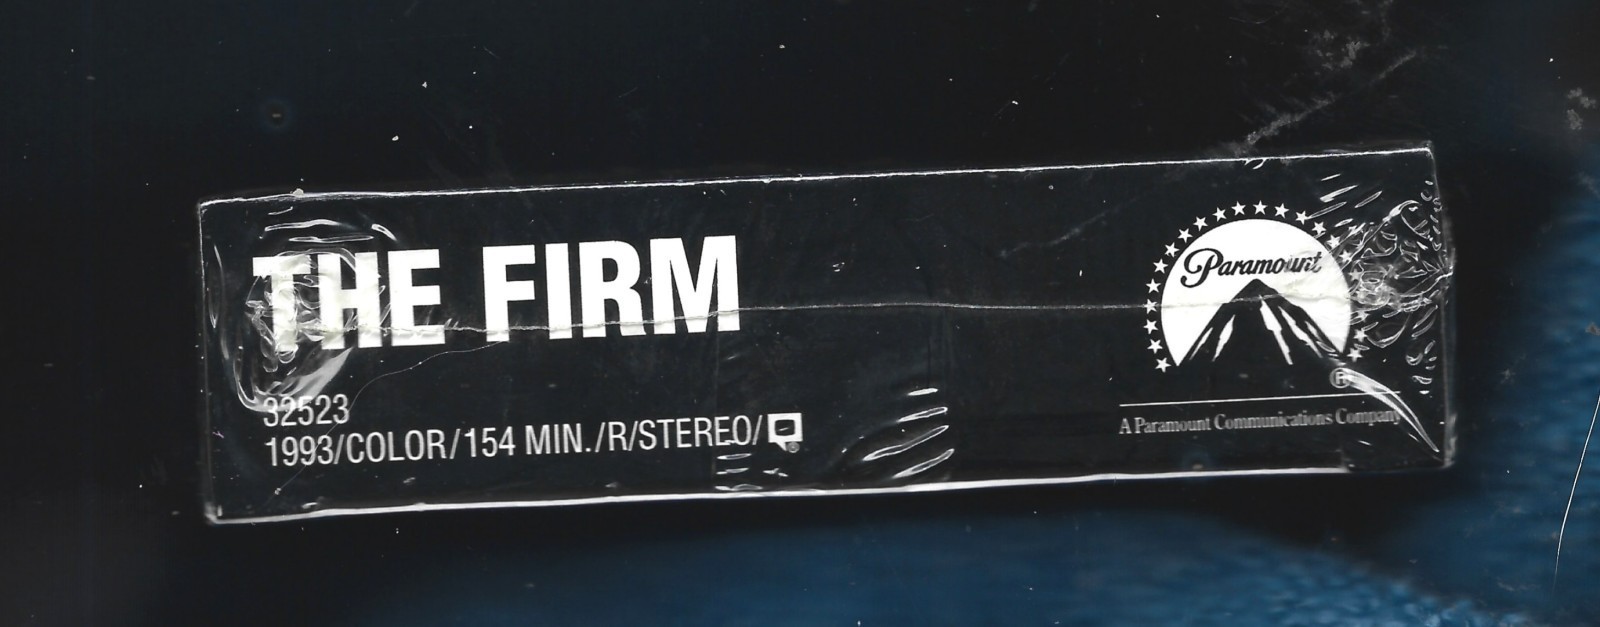 THE FIRM
32523
1993/COLOR/154 MIN./R/STEREO/
Paramount
®
A Paramount Communications Company